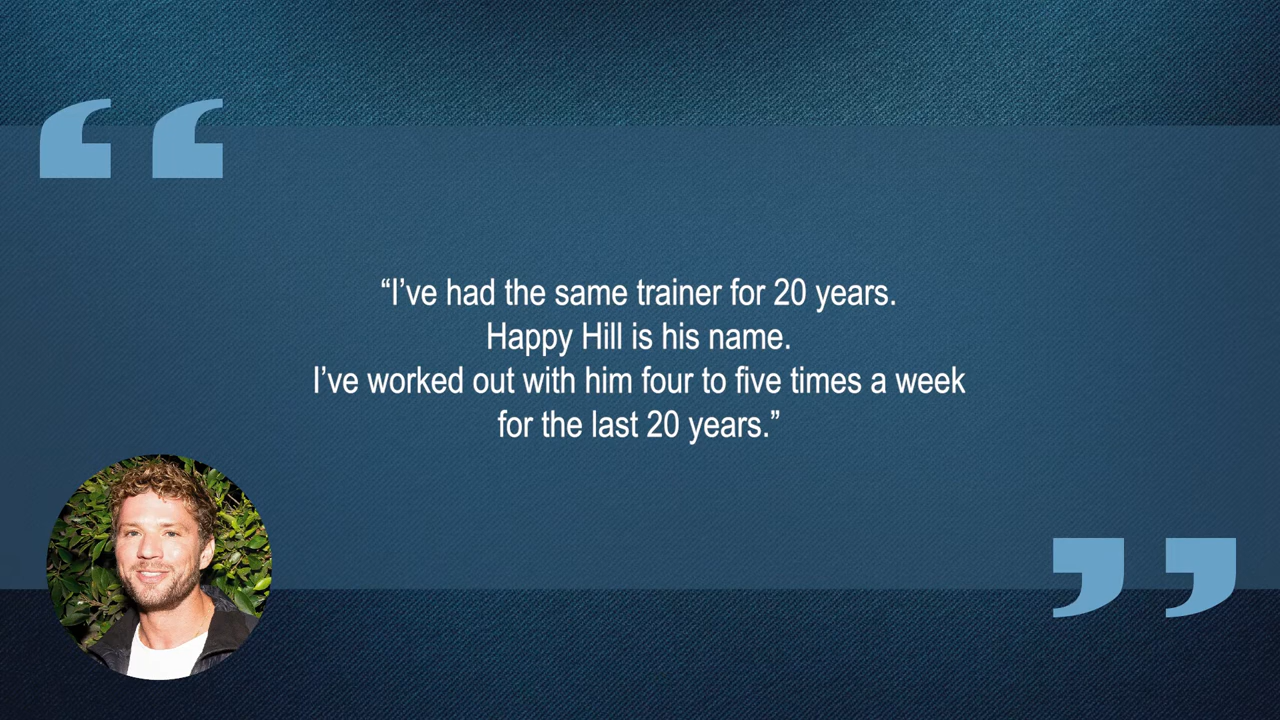 “I’ve had the same trainer for 20 years.
Happy Hill is his name.
I’ve worked out with him four to five times a week
for the last 20 years.”